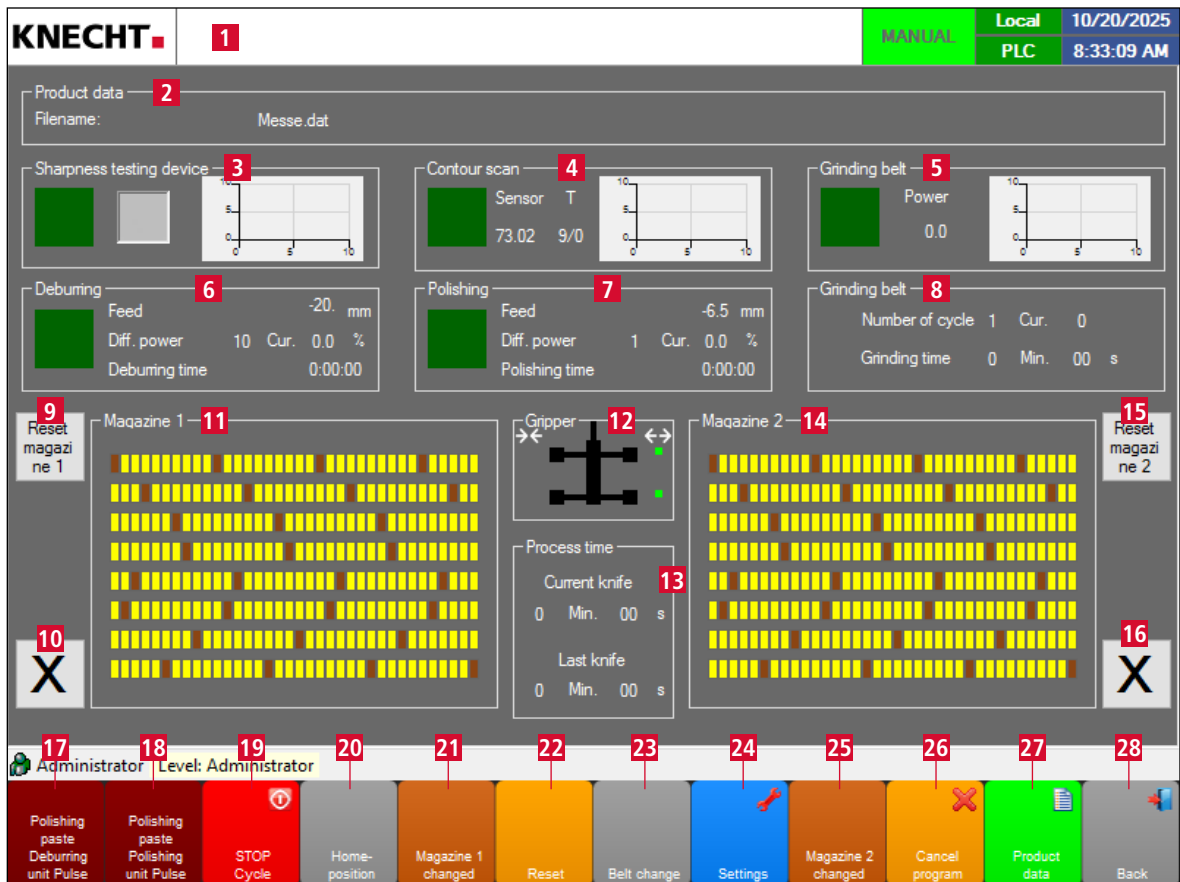 KNECHT
1
MANUAL
Local
10/20/2025
PLC
8:33:09 AM
Product data
2
Filename:
Messe.dat
Sharpness testing device
3
10
5
0
0
5
10
Contour scan
4
Sensor T
73.02 9/0
10
5
0
0
5
10
Grinding belt
5
Power
0.0
10
5
0
0
5
10
Deburring
6
Feed -20. mm
Diff. power 10 Cur. 0.0 %
Deburring time 0:00:00
Polishing
7
Feed -6.5 mm
Diff. power 1 Cur. 0.0 %
Polishing time 0:00:00
Grinding belt
8
Number of cycle 1 Cur. 0
Grinding time 0 Min. 00 s
9
Reset
magazi
ne 1
10
X
Magazine 1
11
Gripper
12
Process time
13
Current knife
0 Min. 00 s
Last knife
0 Min. 00 s
Magazine 2
14
15
Reset
magazi
ne 2
16
X
Administrator Level: Administrator
17
Polishing
paste
Deburring
unit Pulse
18
Polishing
paste
Polishing
unit Pulse
19
STOP
Cycle
20
Home-
position
21
Magazine 1
changed
22
Reset
23
Belt change
24
Settings
25
Magazine 2
changed
26
Cancel
program
27
Product
data
28
Back